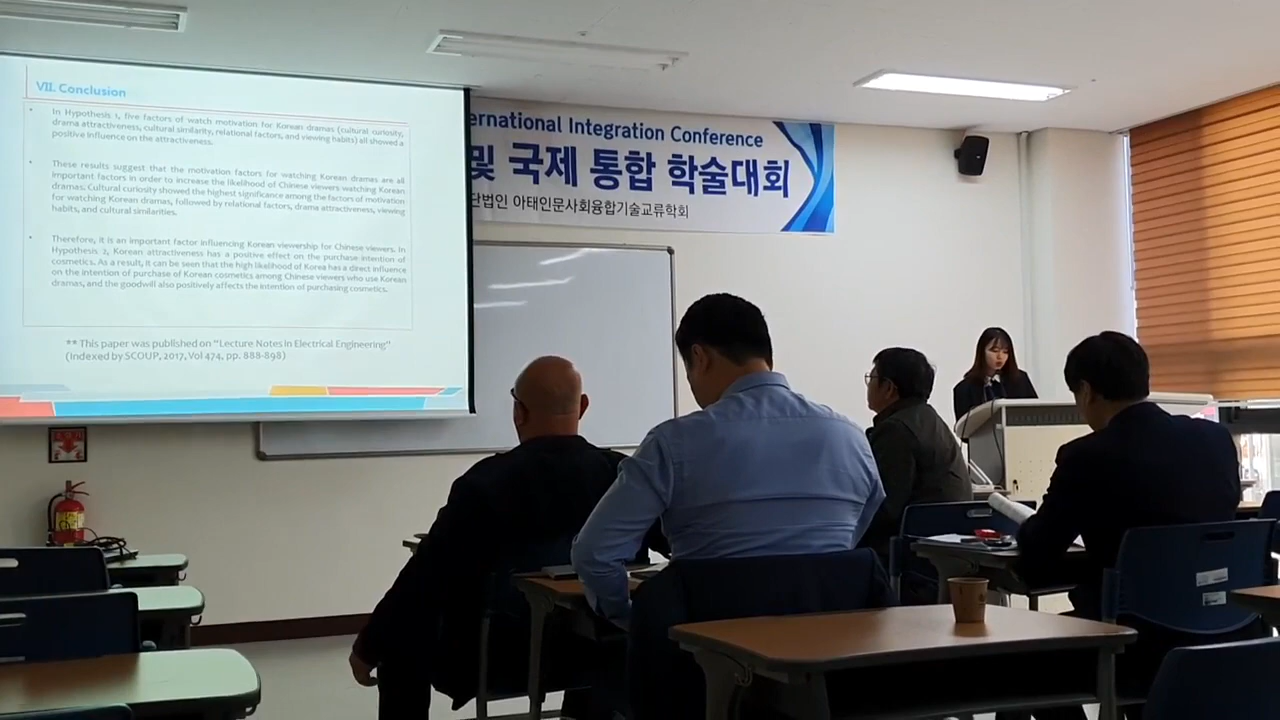 VII. Conclusion
• In Hypothesis 1, five factors of watch motivation for Korean dramas (cultural curiosity,
drama attractiveness, cultural similarity, relational factors, and viewing habits) all showed a
positive influence on the attractiveness.
• These results suggest that the motivation factors for watching Korean dramas are all
important factors in order to increase the likelihood of Chinese viewers watching Korean
dramas. Cultural curiosity showed the highest significance among the factors of motivation
for watching Korean dramas, followed by relational factors, drama attractiveness, viewing
habits, and cultural similarities.
• Therefore, it is an important factor influencing Korean viewership for Chinese viewers. In
Hypothesis 2, Korean attractiveness has a positive effect on the purchase intention of
cosmetics. As a result, it can be seen that the high likelihood of Korea has a direct influence
on the intention of purchase of Korean cosmetics among Chinese viewers who use Korean
dramas, and the goodwill also positively affects the intention of purchasing cosmetics.
** This paper was published on "Lecture Notes in Electrical Engineering"
(Indexed by SCOUP, 2017, Vol 474, pp. 888-898)
ernational Integration Conference
및 국제 통합 학술대회
단법인 아태인문사회융합기술교류학회